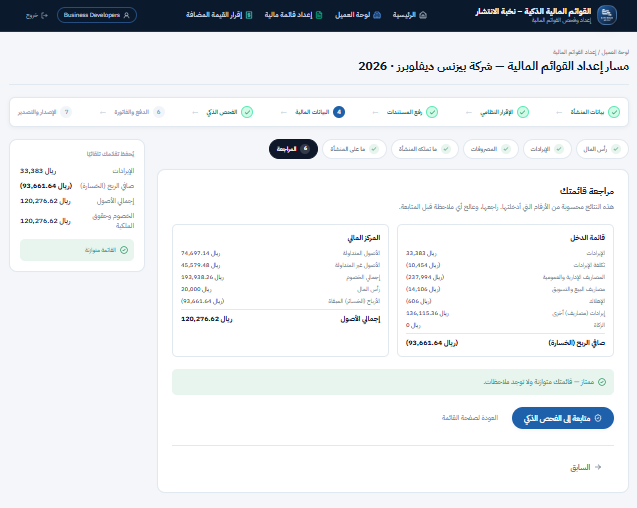 القوائم المالية الذكية – نخبة الانتشار
إعداد وفحص القوائم المالية
الرئيسية
لوحة العميل
إعداد قائمة مالية
إقرار القيمة المضافة
Business Developers
خروج
لوحة العميل / إعداد القوائم المالية
مسار إعداد القوائم المالية — شركة بيزنس ديفلوبرز · 2026
بيانات المنشأة
الإقرار النظامي
رفع المستندات
4 البيانات المالية
الفحص الذكي
6 الدفع والفاتورة
7 الإصدار والتصدير
رأس المال
الإيرادات
المصروفات
ما تملكه المنشأة
ما على المنشأة
6 المراجعة
مراجعة قائمتك
هذه النتائج محسوبة من الأرقام التي أدخلتها. راجعها، وعالج أي ملاحظة قبل المتابعة.
قائمة الدخل
الإيرادات 33,383 ريال
تكلفة الإيرادات (10,454) ريال
المصاريف الإدارية والعمومية (237,994) ريال
مصاريف البيع والتسويق (14,106) ريال
الإهلاك (606) ريال
إيرادات (مصاريف) أخرى 136,115.36 ريال
الزكاة 0 ريال
صافي الربح (الخسارة) (93,661.64) ريال
المركز المالي
الأصول المتداولة 74,697.14 ريال
الأصول غير المتداولة 45,579.48 ريال
إجمالي الخصوم 193,938.26 ريال
رأس المال 20,000 ريال
الأرباح (الخسائر) المبقاة (93,661.64) ريال
إجمالي الأصول 120,276.62 ريال
ممتاز — قائمتك متوازنة ولا توجد ملاحظات.
متابعة إلى الفحص الذكي
العودة لصفحة القائمة
السابق
يُحفظ تقدّمك تلقائيًا
الإيرادات 33,383 ريال
صافي الربح (الخسارة) (93,661.64) ريال
إجمالي الأصول 120,276.62 ريال
الخصوم وحقوق الملكية 120,276.62 ريال
القائمة متوازنة